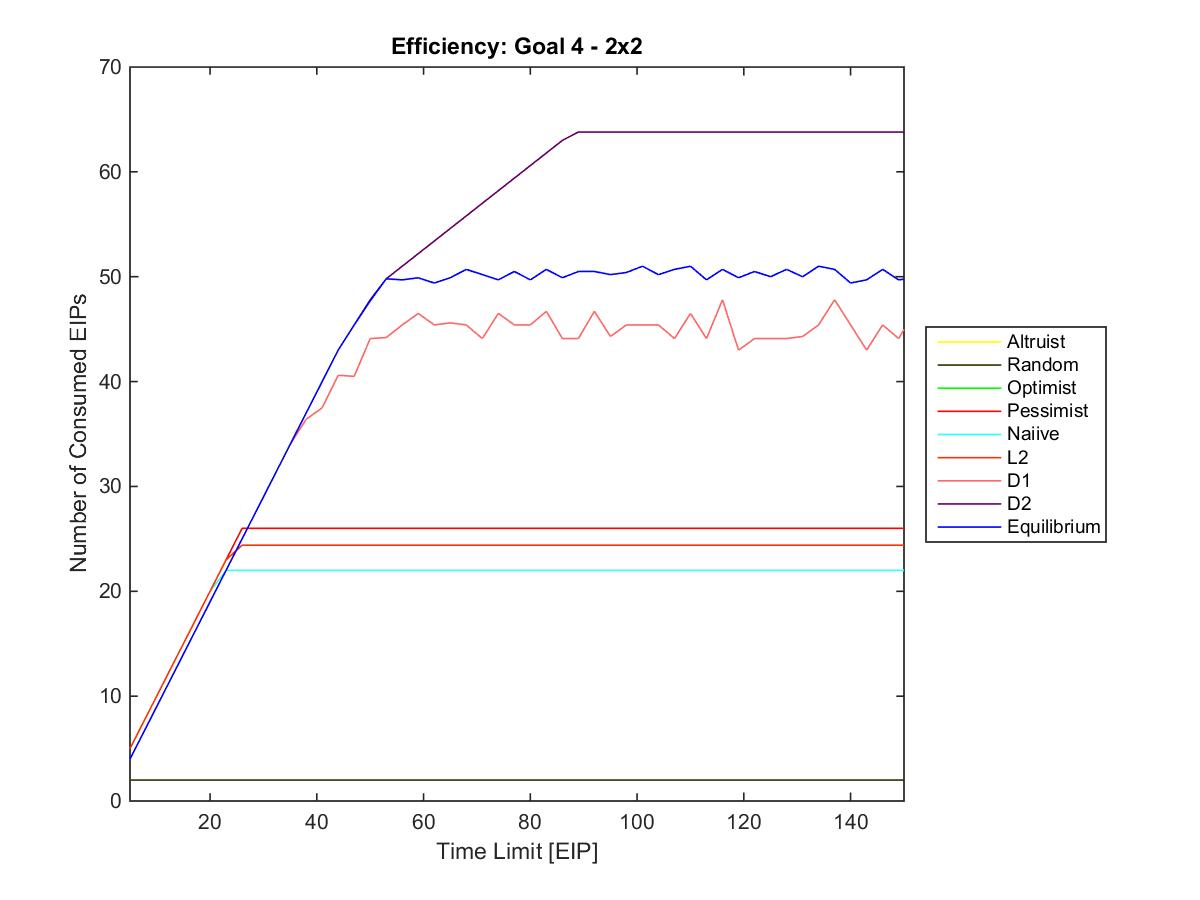 Efficiency: Goal 4 - 2x2
70
60
50
40
30
20
10
0
Number of Consumed EIPs
20 40 60 80 100 120 140
Time Limit [EIP]
Altruist
Random
Optimist
Pessimist
Naiive
L2
D1
D2
Equilibrium